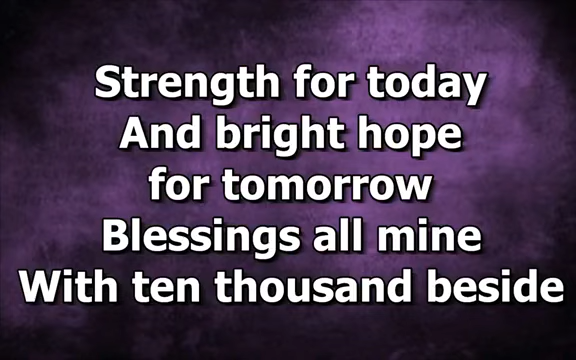 Strength for today
And bright hope
for tomorrow
Blessings all mine
With ten thousand beside